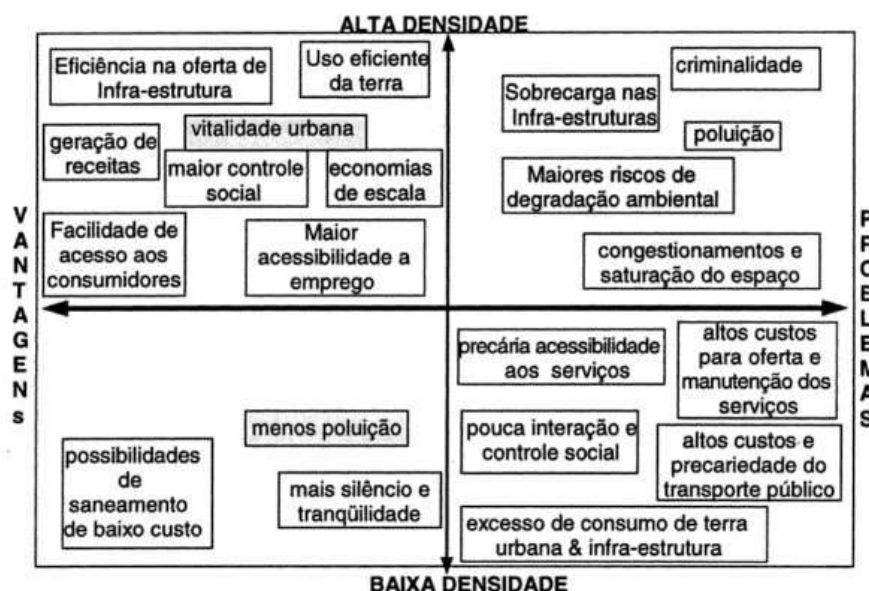 ALTA DENSIDADE
Eficiência na oferta de
Infra-estrutura
Uso eficiente
da terra
geração de
receitas
vitalidade urbana
maior controle
social
economias
de escala
Facilidade de
acesso aos
consumidores
Maior
acessibilidade a
emprego
criminalidade
Sobrecarga nas
Infra-estruturas
poluição
Maiores riscos de
degradação ambiental
congestionamentos e
saturação do espaço
VANTAGENs
PROBLEMAS
menos poluição
possibilidades
de
saneamento
de baixo custo
mais silêncio e
tranqüilidade
precária acessibilidade
aos serviços
altos custos
para oferta e
manutenção dos
serviços
pouca interação e
controle social
altos custos e
precariedade do
transporte público
excesso de consumo de terra
urbana & infra-estrutura
BAIXA DENSIDADE